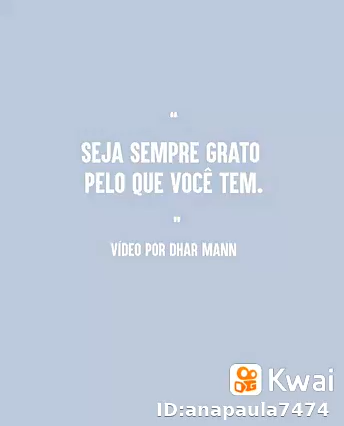 “
SEJA SEMPRE GRATO
PELO QUE VOCÊ TEM.
"
VÍDEO POR DHAR MANN
Kwai
ID:anapaula7474